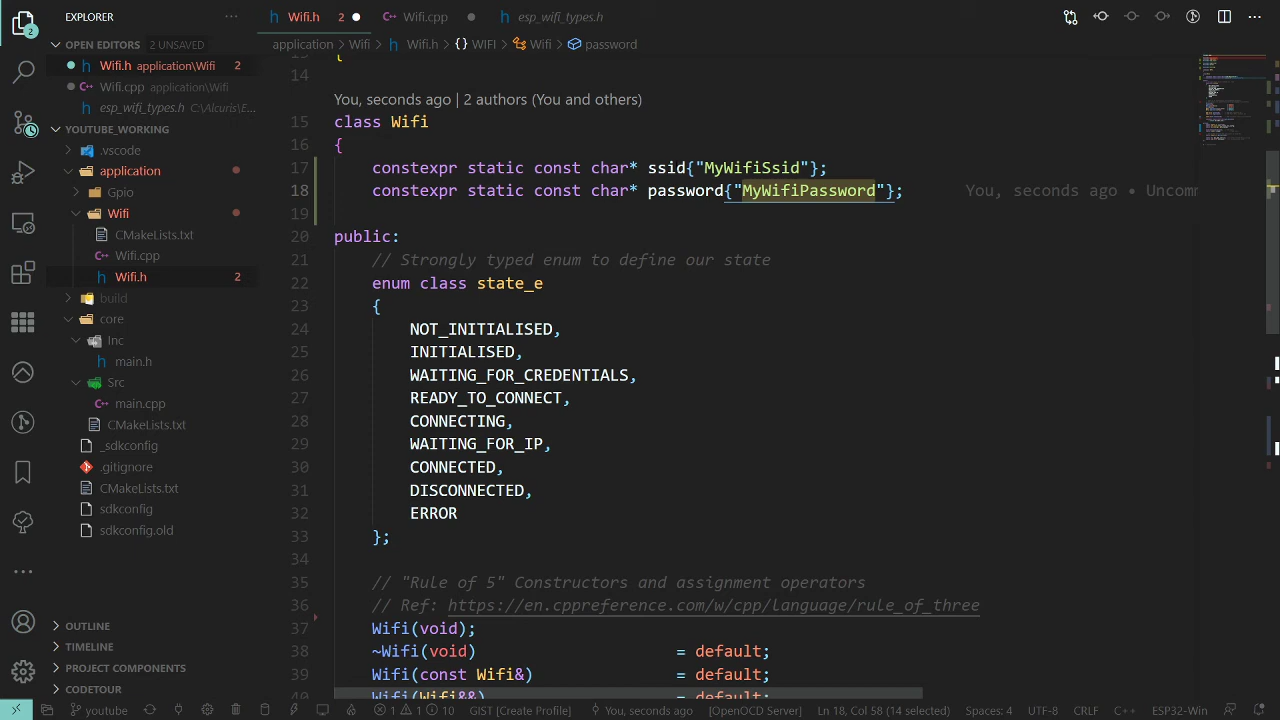 EXPLORER
Wifi.h 2
Wifi.cpp
esp_wifi_types.h
OPEN EDITORS 2 UNSAVED
application > Wifi > Wifi.h > {} WIFI > Wifi > password
Wifi.h application\Wifi 2
Wifi.cpp application\Wifi
esp_wifi_types.h C:\Alcuris\E...
YOUTUBE_WORKING
.vscode
application
Gpio
Wifi
CMakeLists.txt
Wifi.cpp
Wifi.h 2
build
core
Inc
main.h
Src
main.cpp
CMakeLists.txt
_sdkconfig
.gitignore
CMakeLists.txt
sdkconfig
sdkconfig.old
OUTLINE
TIMELINE
PROJECT COMPONENTS
CODETOUR
14
You, seconds ago | 2 authors (You and others)
15 class Wifi
16 {
17 constexpr static const char* ssid{"MyWifiSsid"};
18 constexpr static const char* password{"MyWifiPassword"}; You, seconds ago • Uncomm
19
20 public:
21 // Strongly typed enum to define our state
22 enum class state_e
23 {
24 NOT_INITIALISED,
25 INITIALISED,
26 WAITING_FOR_CREDENTIALS,
27 READY_TO_CONNECT,
28 CONNECTING,
29 WAITING_FOR_IP,
30 CONNECTED,
31 DISCONNECTED,
32 ERROR
33 };
34
35 // "Rule of 5" Constructors and assignment operators
36 // Ref: https://en.cppreference.com/w/cpp/language/rule_of_three
37 Wifi(void);
38 ~Wifi(void) = default;
39 Wifi(const Wifi&) = default;
40 Wifi(Wifi&&) = default;
youtube 1 1 6 GIST [Create Profile] You, seconds ago [OpenOCD Server] Ln 18, Col 58 (14 selected) Spaces: 4 UTF-8 CRLF C++ ESP32-Win